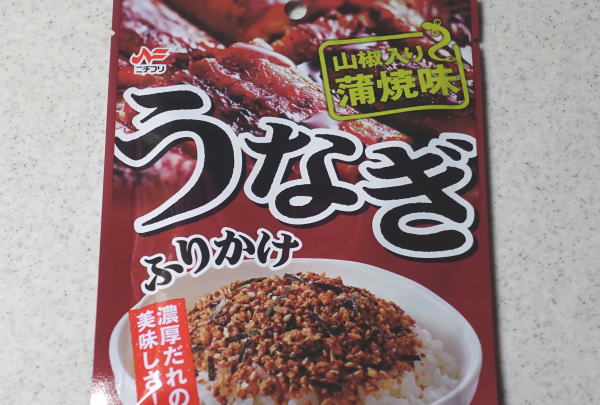 ニチフリ
山椒入り
蒲焼味
うなぎ
ふりかけ
濃厚だれの
美味しさ!